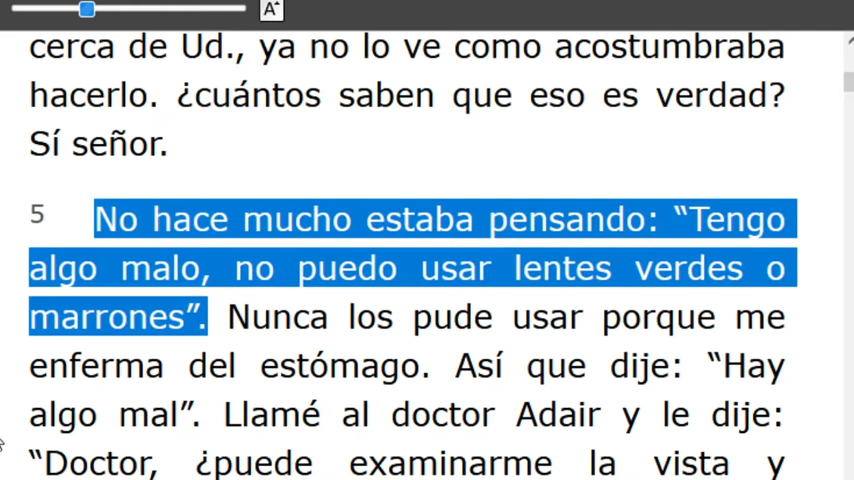 A
cerca de Ud., ya no lo ve como acostumbraba
hacerlo. ¿cuántos saben que eso es verdad?
Sí señor.
5 No hace mucho estaba pensando: “Tengo
algo malo, no puedo usar lentes verdes o
marrones”. Nunca los pude usar porque me
enferma del estómago. Así que dije: “Hay
algo mal”. Llamé al doctor Adair y le dije:
“Doctor, ¿puede examinarme la vista y